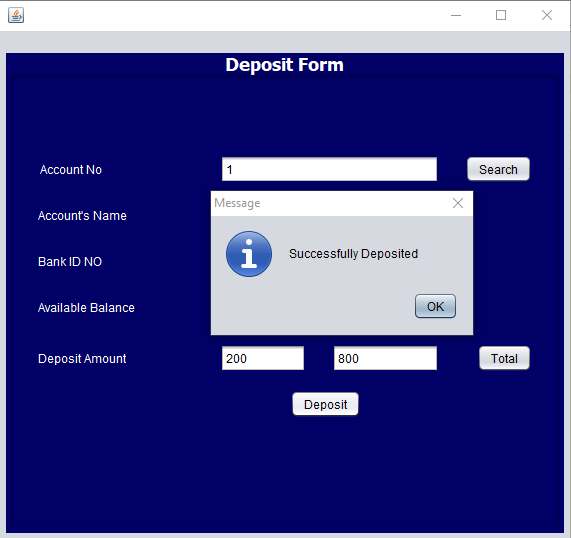 Deposit Form
Account No 1 Search
Message
Account's Name
Successfully Deposited
Bank ID NO
OK
Available Balance
Deposit Amount 200 800 Total
Deposit